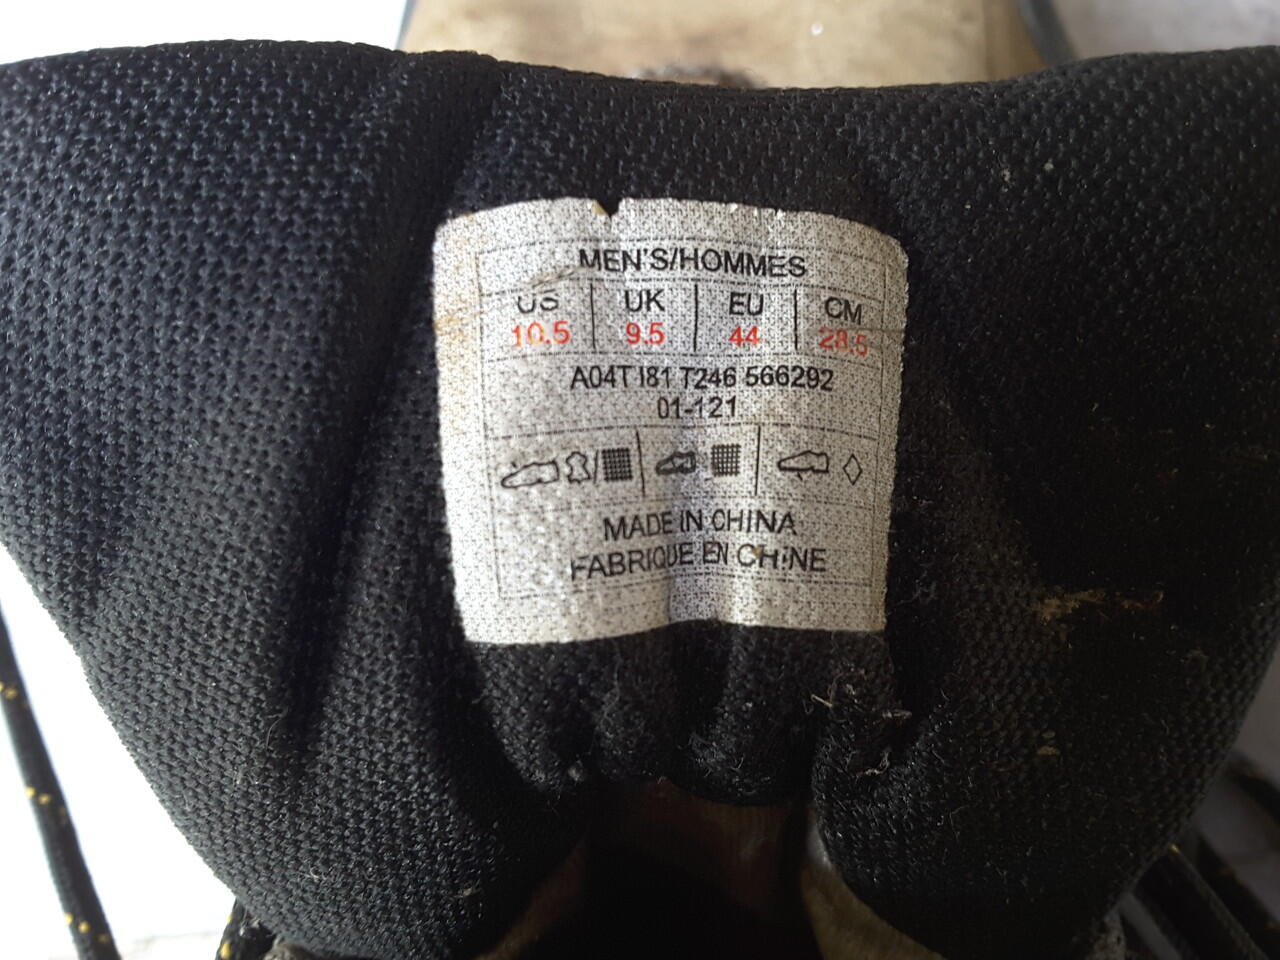 MEN'S/HOMMES
US UK EU CM
10.5 9.5 44 28.5
A04T I81 T246 566292
01-121
MADE IN CHINA
FABRIQUE EN CHINE